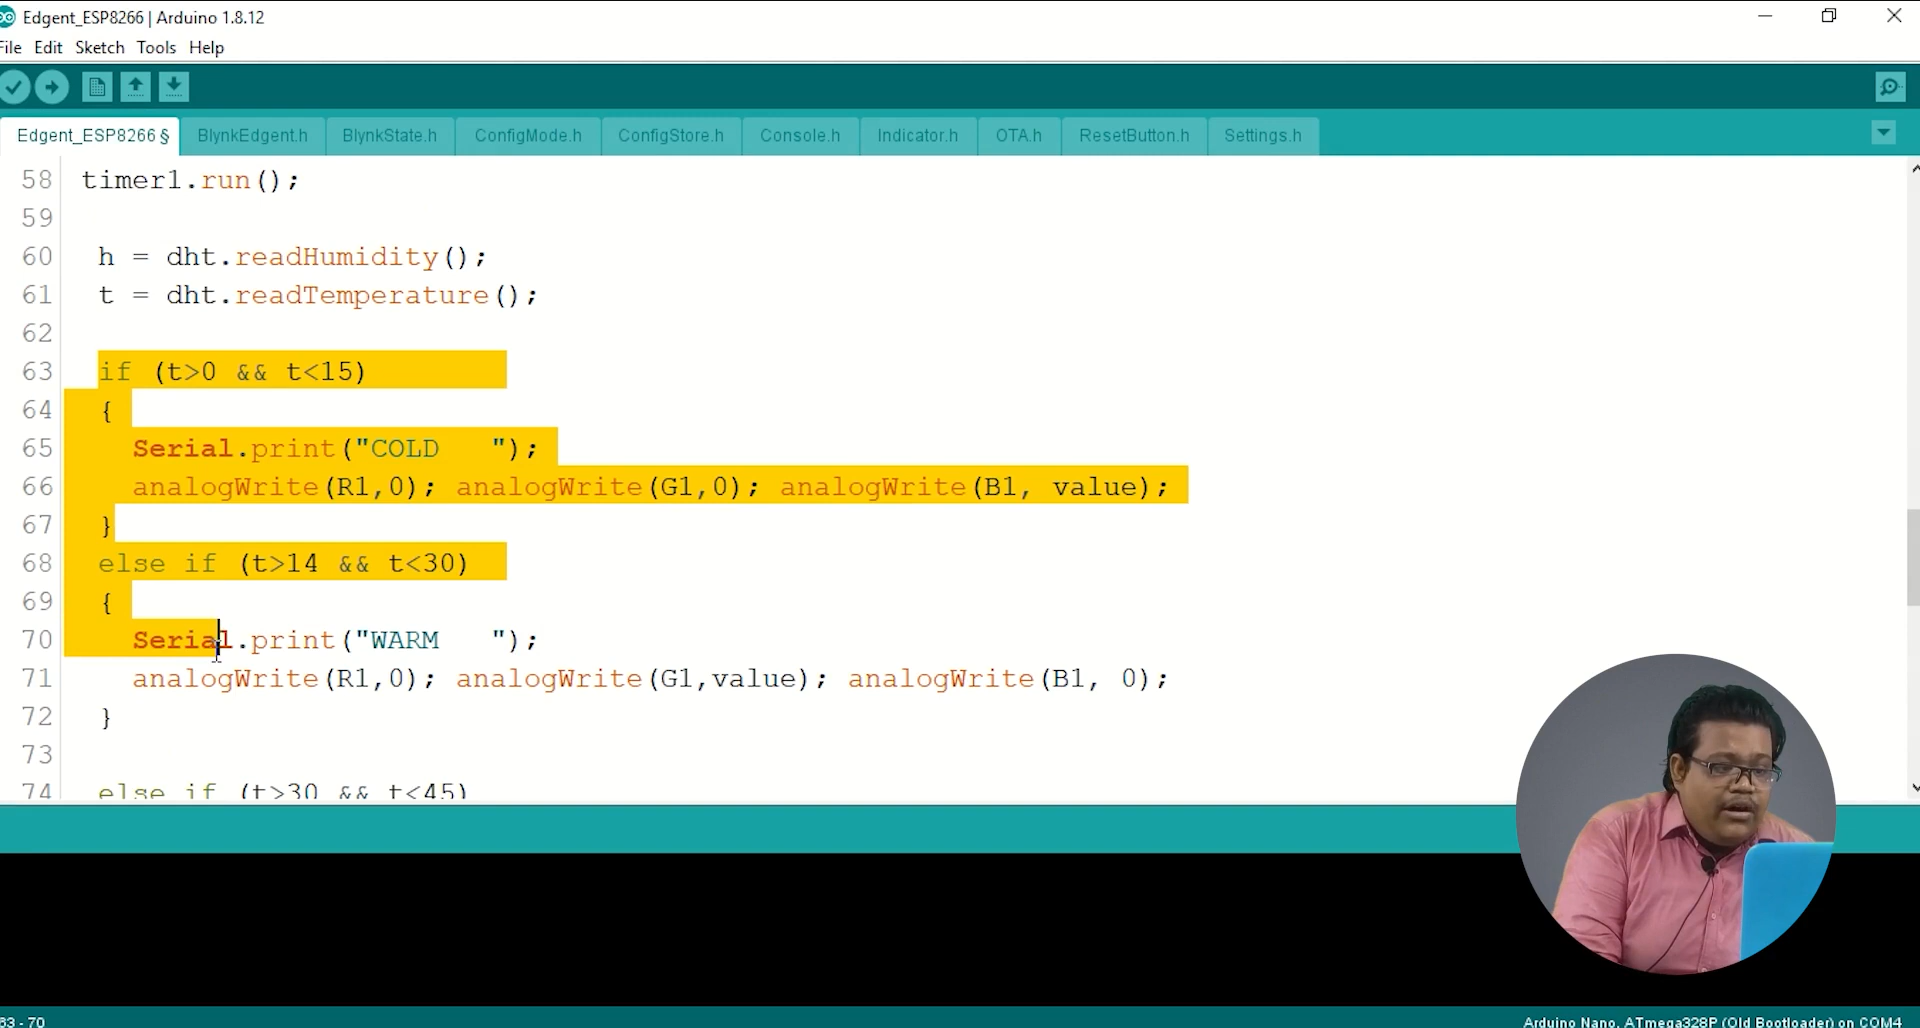 Edgent_ESP8266 | Arduino 1.8.12
File Edit Sketch Tools Help
Edgent_ESP8266 § BlynkEdgent.h BlynkState.h ConfigMode.h ConfigStore.h Console.h Indicator.h OTA.h ResetButton.h Settings.h
58 timer1.run();
59
60 h = dht.readHumidity();
61 t = dht.readTemperature();
62
63 if (t>0 && t<15)
64 {
65 Serial.print("COLD   ");
66 analogWrite(R1,0); analogWrite(G1,0); analogWrite(B1, value);
67 }
68 else if (t>14 && t<30)
69 {
70 Serial.print("WARM   ");
71 analogWrite(R1,0); analogWrite(G1,value); analogWrite(B1, 0);
72 }
73
74 else if (t>30 && t<45)
63 - 70 Arduino Nano, ATmega328P (Old Bootloader) on COM4